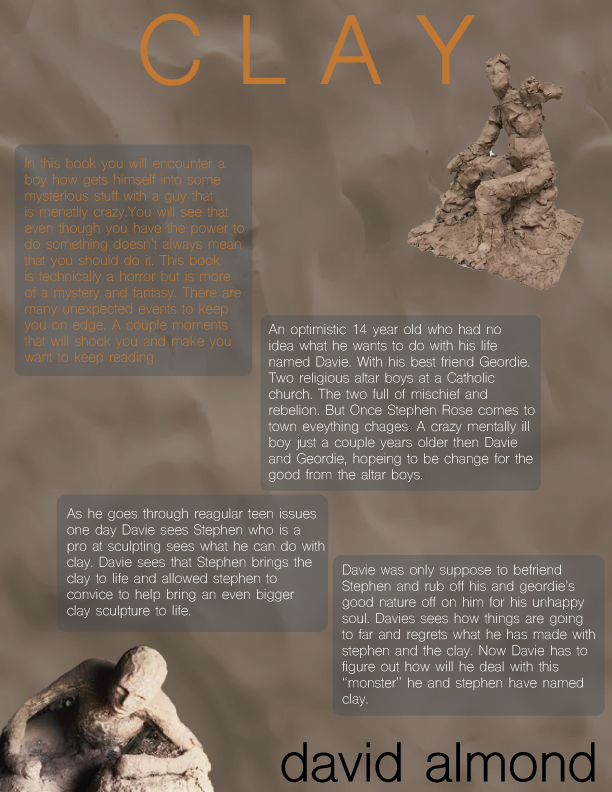 CLAY
In this book you will encounter a
boy how gets himself into some
mysterious stuff with a guy that
is menatlly crazy.You will see that
even though you have the power to
do something doesn't always mean
that you should do it. This book
is technically a horror but is more
of a mystery and fantasy. There are
many unexpected events to keep
you on edge. A couple moments
that will shock you and make you
want to keep reading.
An optimistic 14 year old who had no
idea what he wants to do with his life
named Davie. With his best friend Geordie.
Two religious altar boys at a Catholic
church. The two full of mischief and
rebelion. But Once Stephen Rose comes to
town eveything chages. A crazy mentally ill
boy just a couple years older then Davie
and Geordie, hopeing to be change for the
good from the altar boys.
As he goes through reagular teen issues
one day Davie sees Stephen who is a
pro at sculpting sees what he can do with
clay. Davie sees that Stephen brings the
clay to life and allowed stephen to
convice to help bring an even bigger
clay sculpture to life.
Davie was only suppose to befriend
Stephen and rub off his and geordie's
good nature off on him for his unhappy
soul. Davies sees how things are going
to far and regrets what he has made with
stephen and the clay. Now Davie has to
figure out how will he deal with this
“monster” he and stephen have named
clay.
david almond